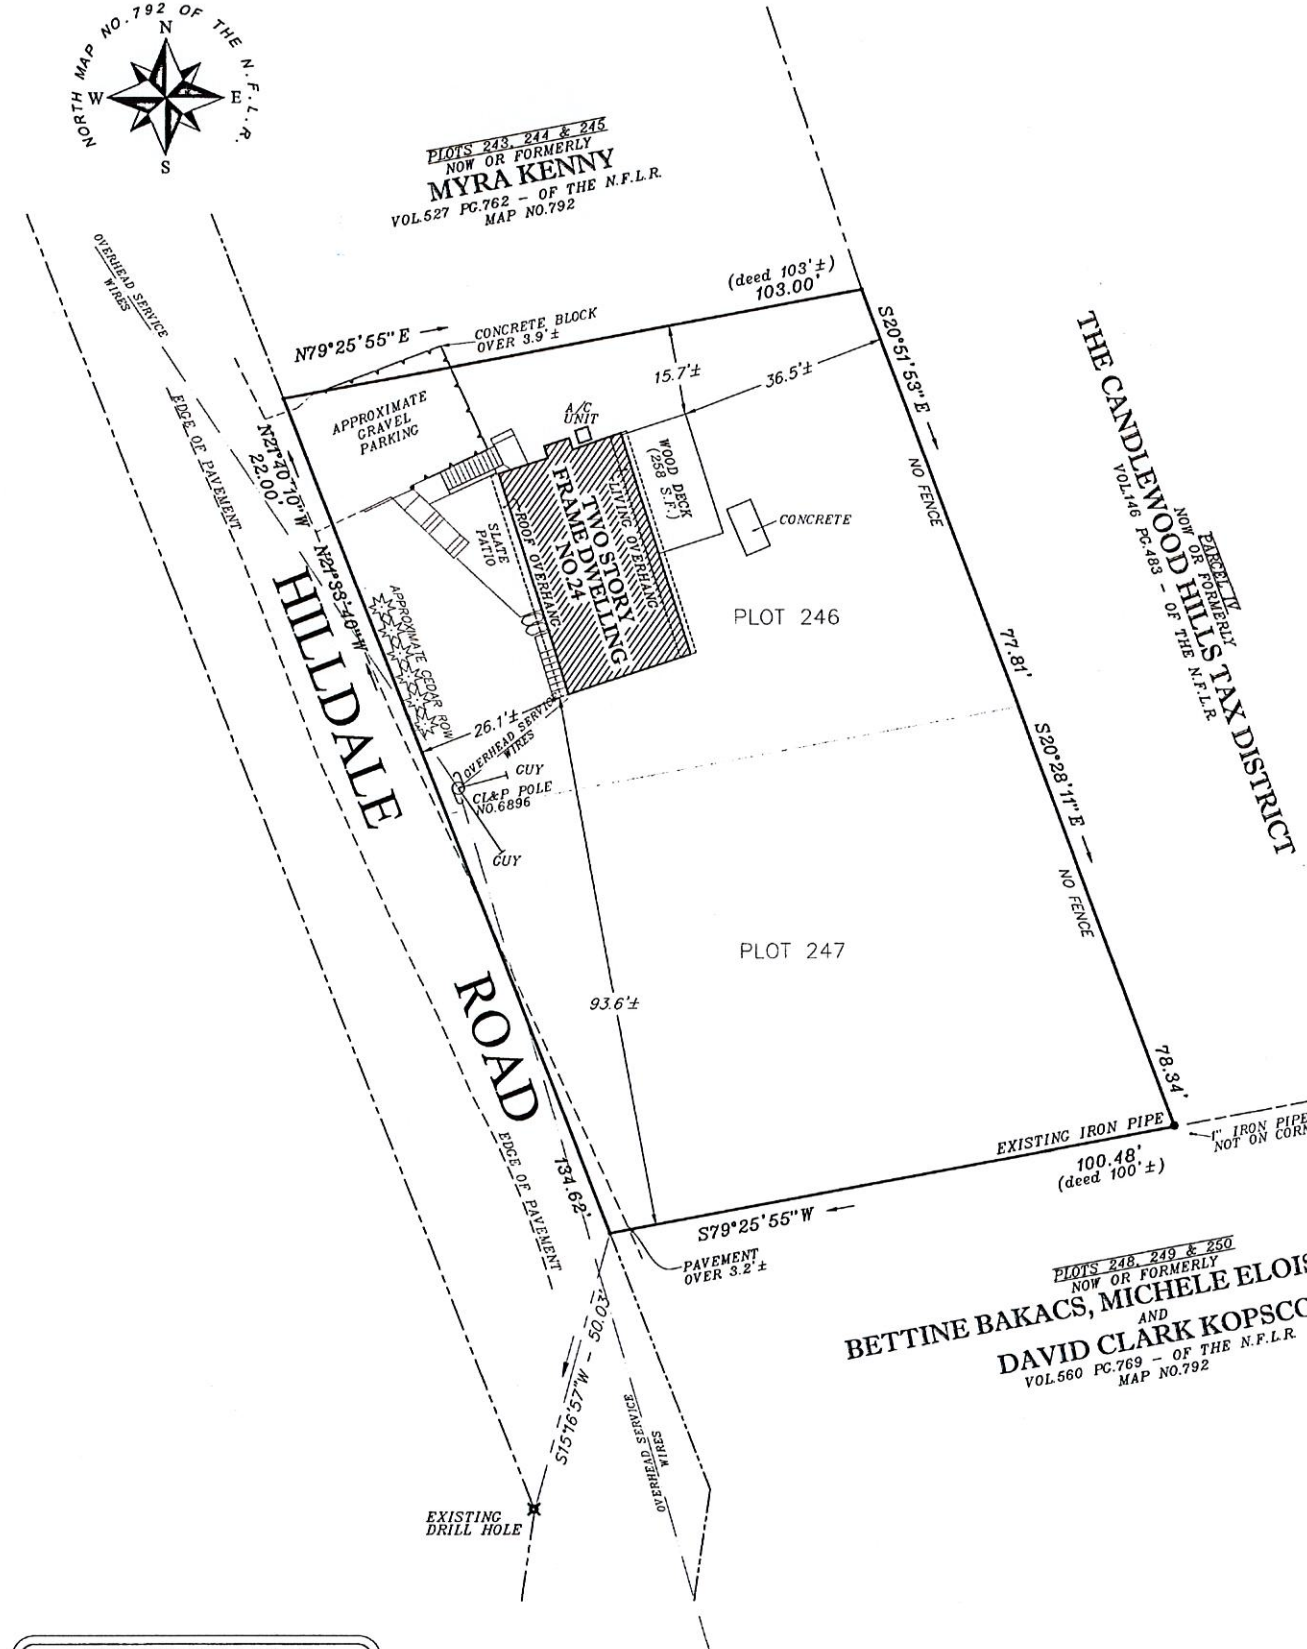 NORTH MAP NO.792 OF THE N.F.L.R.
N
W
E
S
PLOTS 243, 244 & 245
NOW OR FORMERLY
MYRA KENNY
VOL.527 PG.762 - OF THE N.F.L.R.
MAP NO.792
OVERHEAD SERVICE
WIRES
(deed 103'±)
103.00'
N79°25'55"E
CONCRETE BLOCK
OVER 3.9'±
S20°51'53"E
15.7'±
36.5'±
THE CANDLEWOOD HILLS TAX DISTRICT
PARCEL IV
NOW OR FORMERLY
VOL.146 PG.483 - OF THE N.F.L.R.
EDGE OF PAVEMENT
APPROXIMATE
GRAVEL
PARKING
A/C
UNIT
N21°40'10"W
22.00'
WOOD DECK
(258 S.F.)
NO FENCE
CONCRETE
SLATE
PATIO
ROOF OVERHANG
TWO STORY
FRAME DWELLING
NO.24
LIVING OVERHANG
N21°33'40"W
PLOT 246
APPROXIMATE CEDAR ROW
HILLDALE
77.81'
26.1'±
OVERHEAD SERVICE
WIRES
GUY
CL&P POLE
NO.6896
GUY
S20°28'11"E
NO FENCE
PLOT 247
93.6'±
ROAD
78.34'
EXISTING IRON PIPE
1" IRON PIPE
NOT ON CORN
100.48'
(deed 100'±)
EDGE OF PAVEMENT
134.62'
S79°25'55"W
PAVEMENT
OVER 3.2'±
PLOTS 248, 249 & 250
NOW OR FORMERLY
BETTINE BAKACS, MICHELE ELOIS
AND
DAVID CLARK KOPSCO
VOL.560 PG.769 - OF THE N.F.L.R.
MAP NO.792
S15°16'57"W - 50.03'
OVERHEAD SERVICE
WIRES
EXISTING
DRILL HOLE